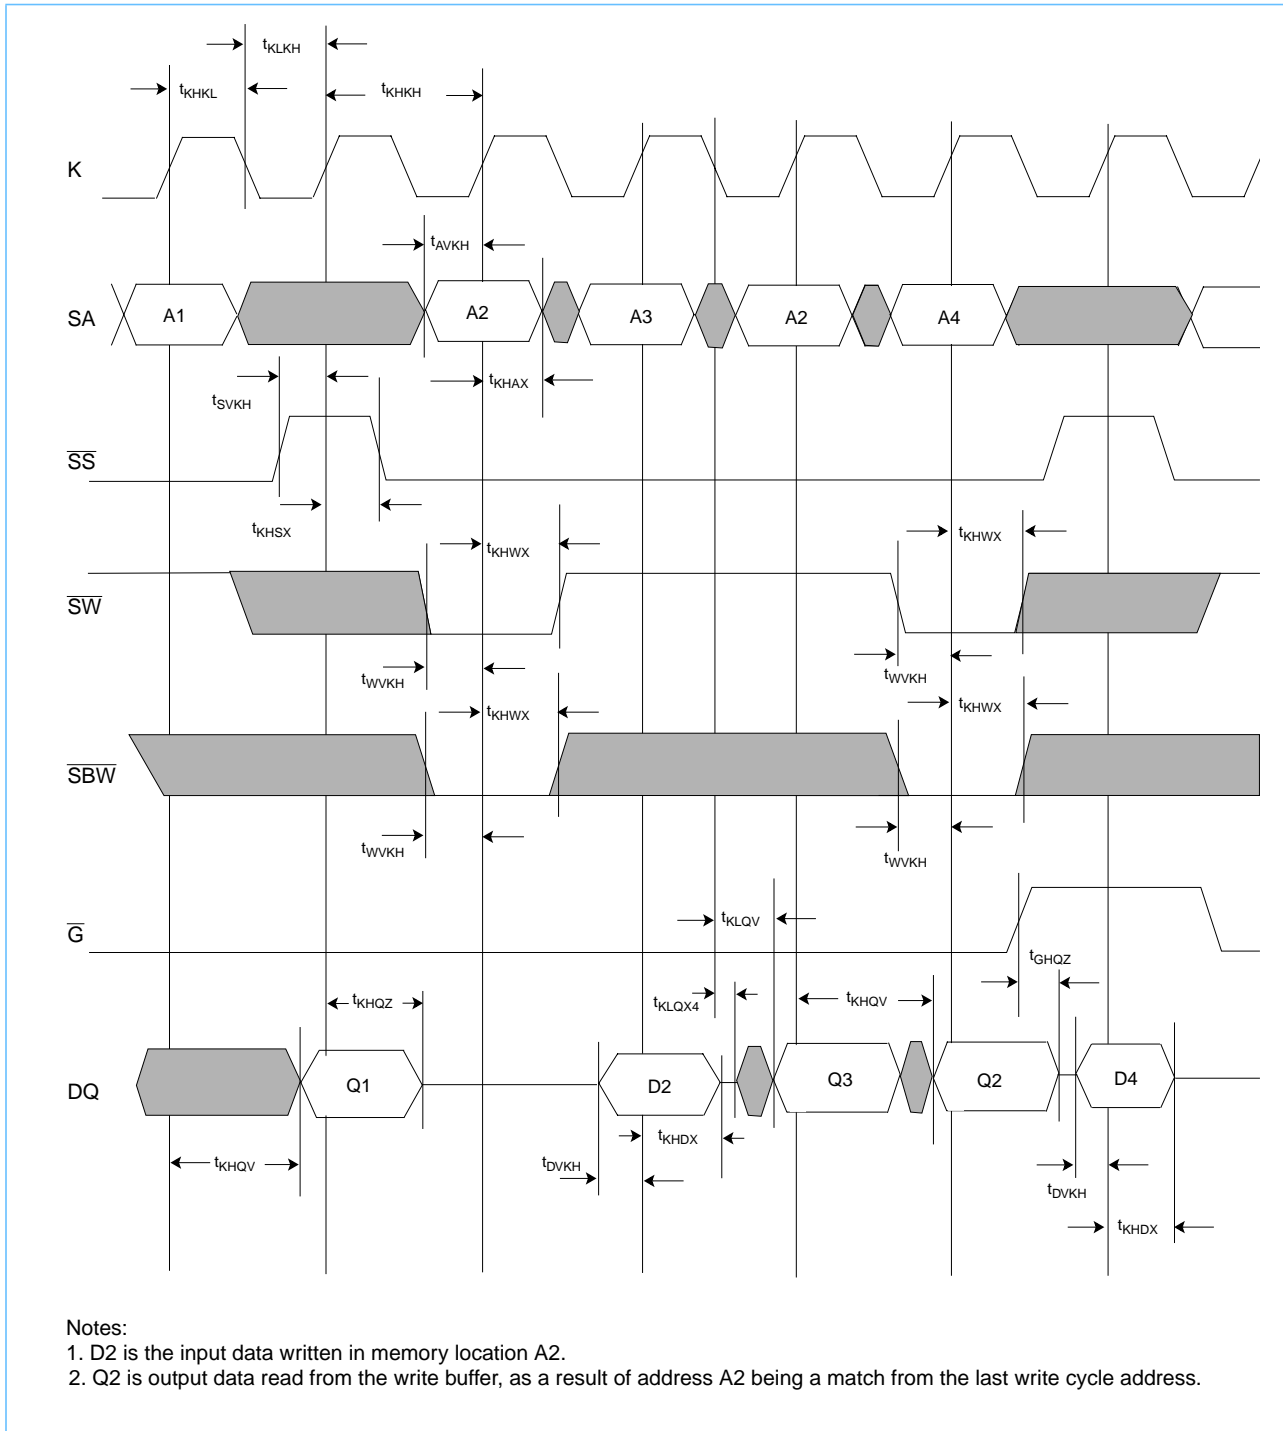 tKLKH
tKHKL tKHKH
K
tAVKH
SA A1 A2 A3 A2 A4
tKHAX
tSVKH
SS
tKHSX tKHWX tKHWX
SW
tWVKH tWVKH
tKHWX tKHWX
SBW
tWVKH tWVKH
tKLQV
G
tGHQZ
tKHQZ tKLQX4 tKHQV
DQ Q1 D2 Q3 Q2 D4
tKHDX
tKHQV tDVKH
tDVKH
tKHDX
Notes:
1. D2 is the input data written in memory location A2.
2. Q2 is output data read from the write buffer, as a result of address A2 being a match from the last write cycle address.